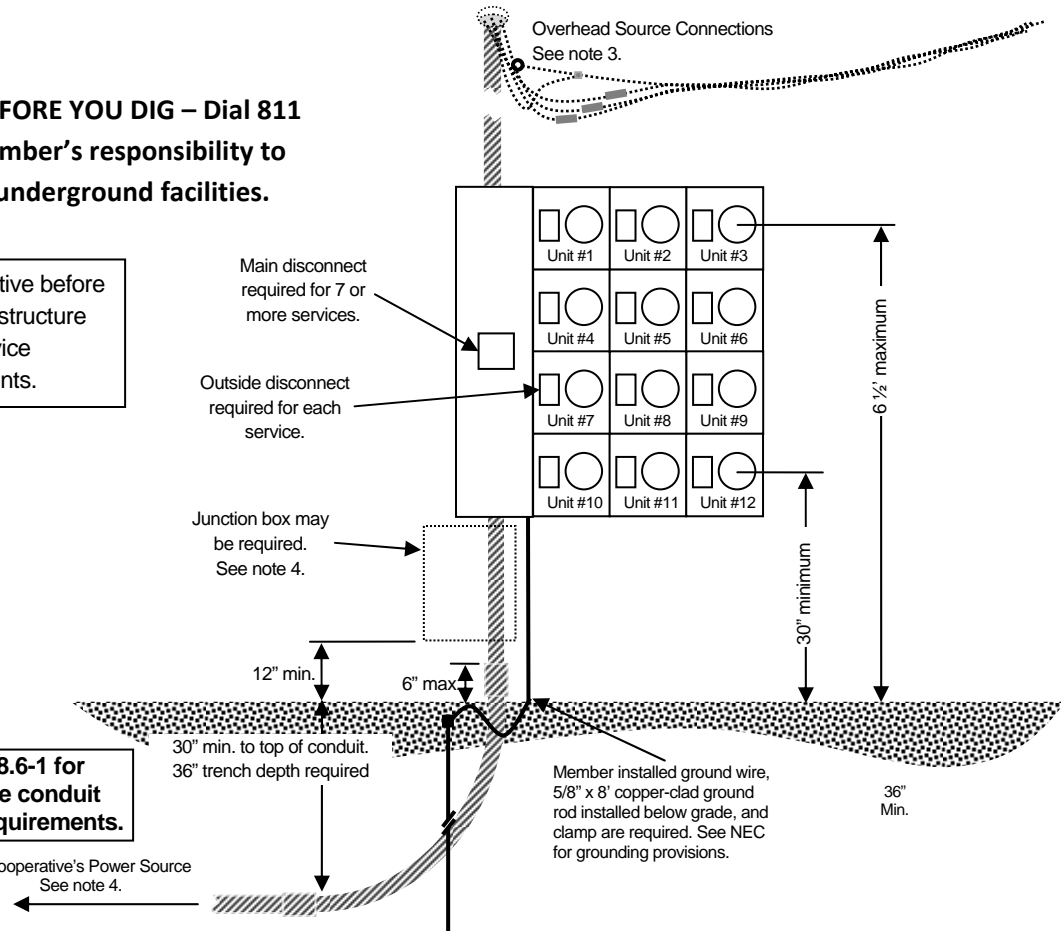 Overhead Source Connections
See note 3.
FORE YOU DIG – Dial 811
mber's responsibility to
underground facilities.
tive before
structure
vice
nts.
Main disconnect
required for 7 or
more services.
Outside disconnect
required for each
service.
Junction box may
be required.
See note 4.
Unit #1
Unit #2
Unit #3
Unit #4
Unit #5
Unit #6
Unit #7
Unit #8
Unit #9
Unit #10
Unit #11
Unit #12
6 ½' maximum
30" minimum
12" min.
6" max
30" min. to top of conduit.
36" trench depth required
8.6-1 for
e conduit
quirements.
ooperative's Power Source
See note 4.
Member installed ground wire,
5/8" x 8' copper-clad ground
rod installed below grade, and
clamp are required. See NEC
for grounding provisions.
36"
Min.